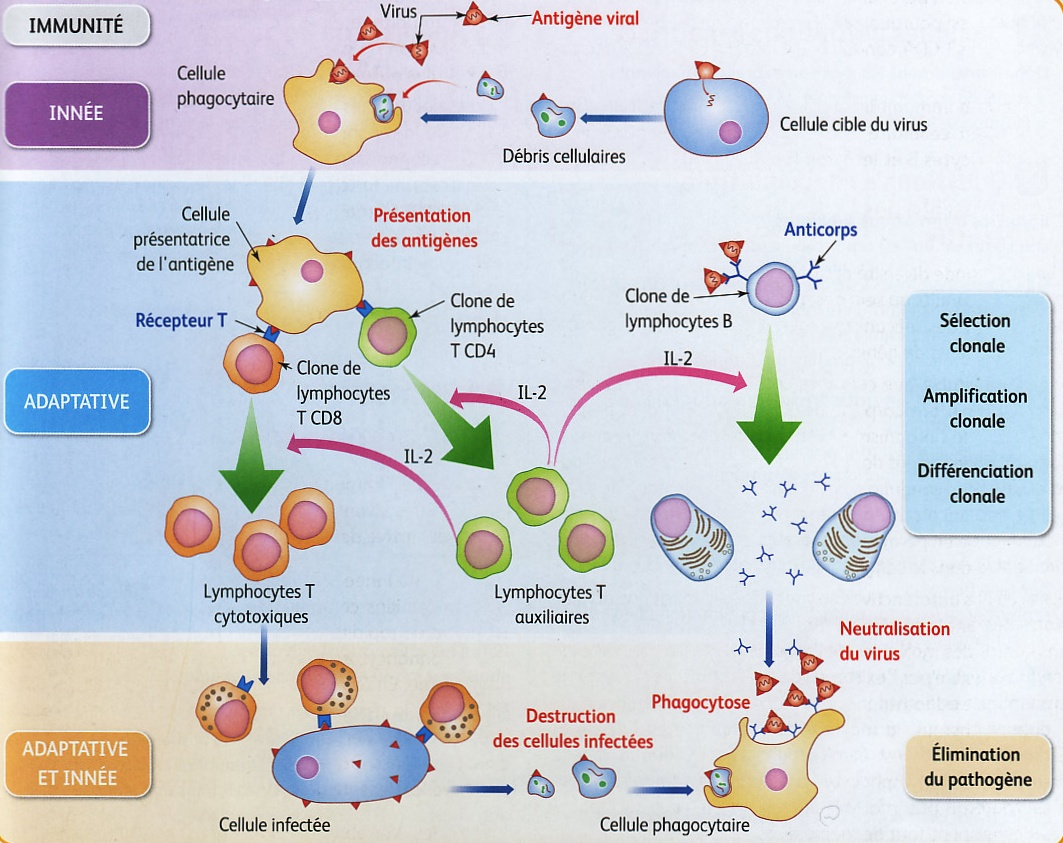 IMMUNITÉ
Virus
Antigène viral
Cellule
phagocytaire
INNÉE
Cellule cible du virus
Débris cellulaires
Cellule
présentatrice
de l'antigène
Présentation
des antigènes
Anticorps
Récepteur T
Clone de
lymphocytes
T CD4
Clone de
lymphocytes B
Sélection
clonale
Amplification
clonale
Différenciation
clonale
Clone de
lymphocytes
T CD8
IL-2
IL-2
IL-2
ADAPTATIVE
Lymphocytes T
cytotoxiques
Lymphocytes T
auxiliaires
Neutralisation
du virus
Phagocytose
Destruction
des cellules infectées
ADAPTATIVE
ET INNÉE
Élimination
du pathogène
Cellule infectée
Cellule phagocytaire